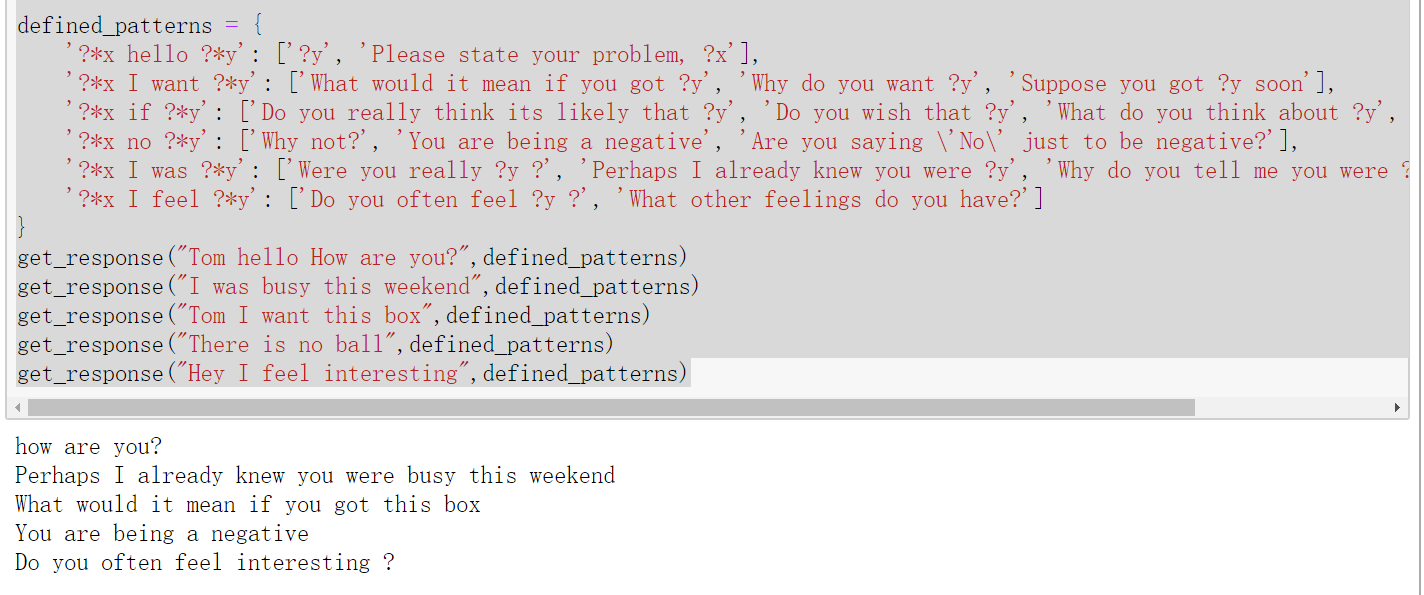 defined_patterns = {
    '?*x hello ?*y': ['?y', 'Please state your problem, ?x'],
    '?*x I want ?*y': ['What would it mean if you got ?y', 'Why do you want ?y', 'Suppose you got ?y soon'],
    '?*x if ?*y': ['Do you really think its likely that ?y', 'Do you wish that ?y', 'What do you think about ?y',
    '?*x no ?*y': ['Why not?', 'You are being a negative', 'Are you saying \'No\' just to be negative?'],
    '?*x I was ?*y': ['Were you really ?y ?', 'Perhaps I already knew you were ?y', 'Why do you tell me you were ?
    '?*x I feel ?*y': ['Do you often feel ?y ?', 'What other feelings do you have?']
}
get_response("Tom hello How are you?",defined_patterns)
get_response("I was busy this weekend",defined_patterns)
get_response("Tom I want this box",defined_patterns)
get_response("There is no ball",defined_patterns)
get_response("Hey I feel interesting",defined_patterns)
how are you?
Perhaps I already knew you were busy this weekend
What would it mean if you got this box
You are being a negative
Do you often feel interesting ?